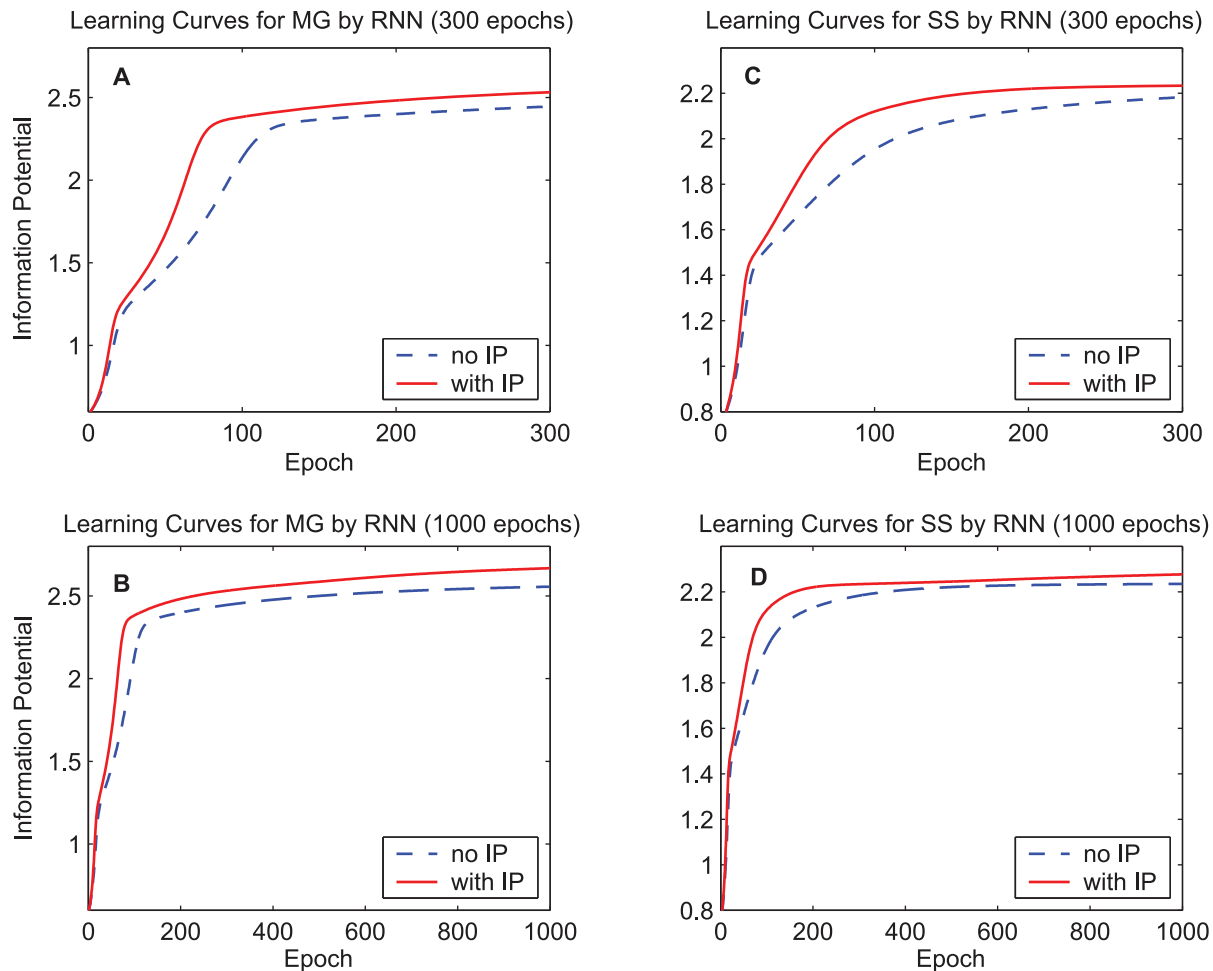 Learning Curves for MG by RNN (300 epochs)
A
2.5
2
1.5
1
Information Potential
no IP
with IP
0 100 200 300
Epoch
Learning Curves for SS by RNN (300 epochs)
C
2.2
2
1.8
1.6
1.4
1.2
1
0.8
no IP
with IP
0 100 200 300
Epoch
Learning Curves for MG by RNN (1000 epochs)
B
2.5
2
1.5
1
Information Potential
no IP
with IP
0 200 400 600 800 1000
Epoch
Learning Curves for SS by RNN (1000 epochs)
D
2.2
2
1.8
1.6
1.4
1.2
1
0.8
no IP
with IP
0 200 400 600 800 1000
Epoch